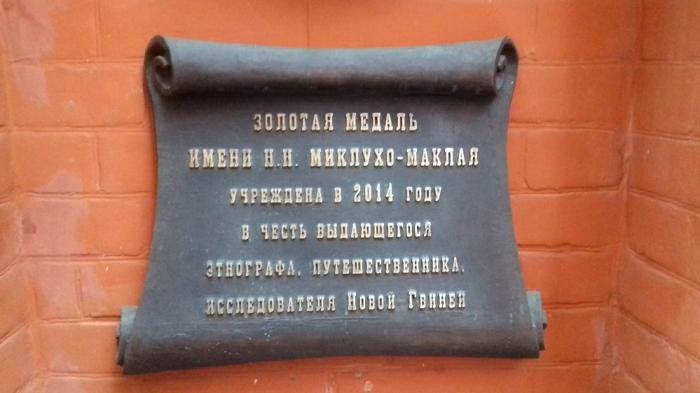 ЗОЛОТАЯ МЕДАЛЬ
ИМЕНИ Н.Н. МИКЛУХО-МАКЛАЯ
УЧРЕЖДЕНА В 2014 ГОДУ
В ЧЕСТЬ ВЫДАЮЩЕГОСЯ
ЭТНОГРАФА, ПУТЕШЕСТВЕННИКА,
ИССЛЕДОВАТЕЛЯ НОВОЙ ГВИНЕИ